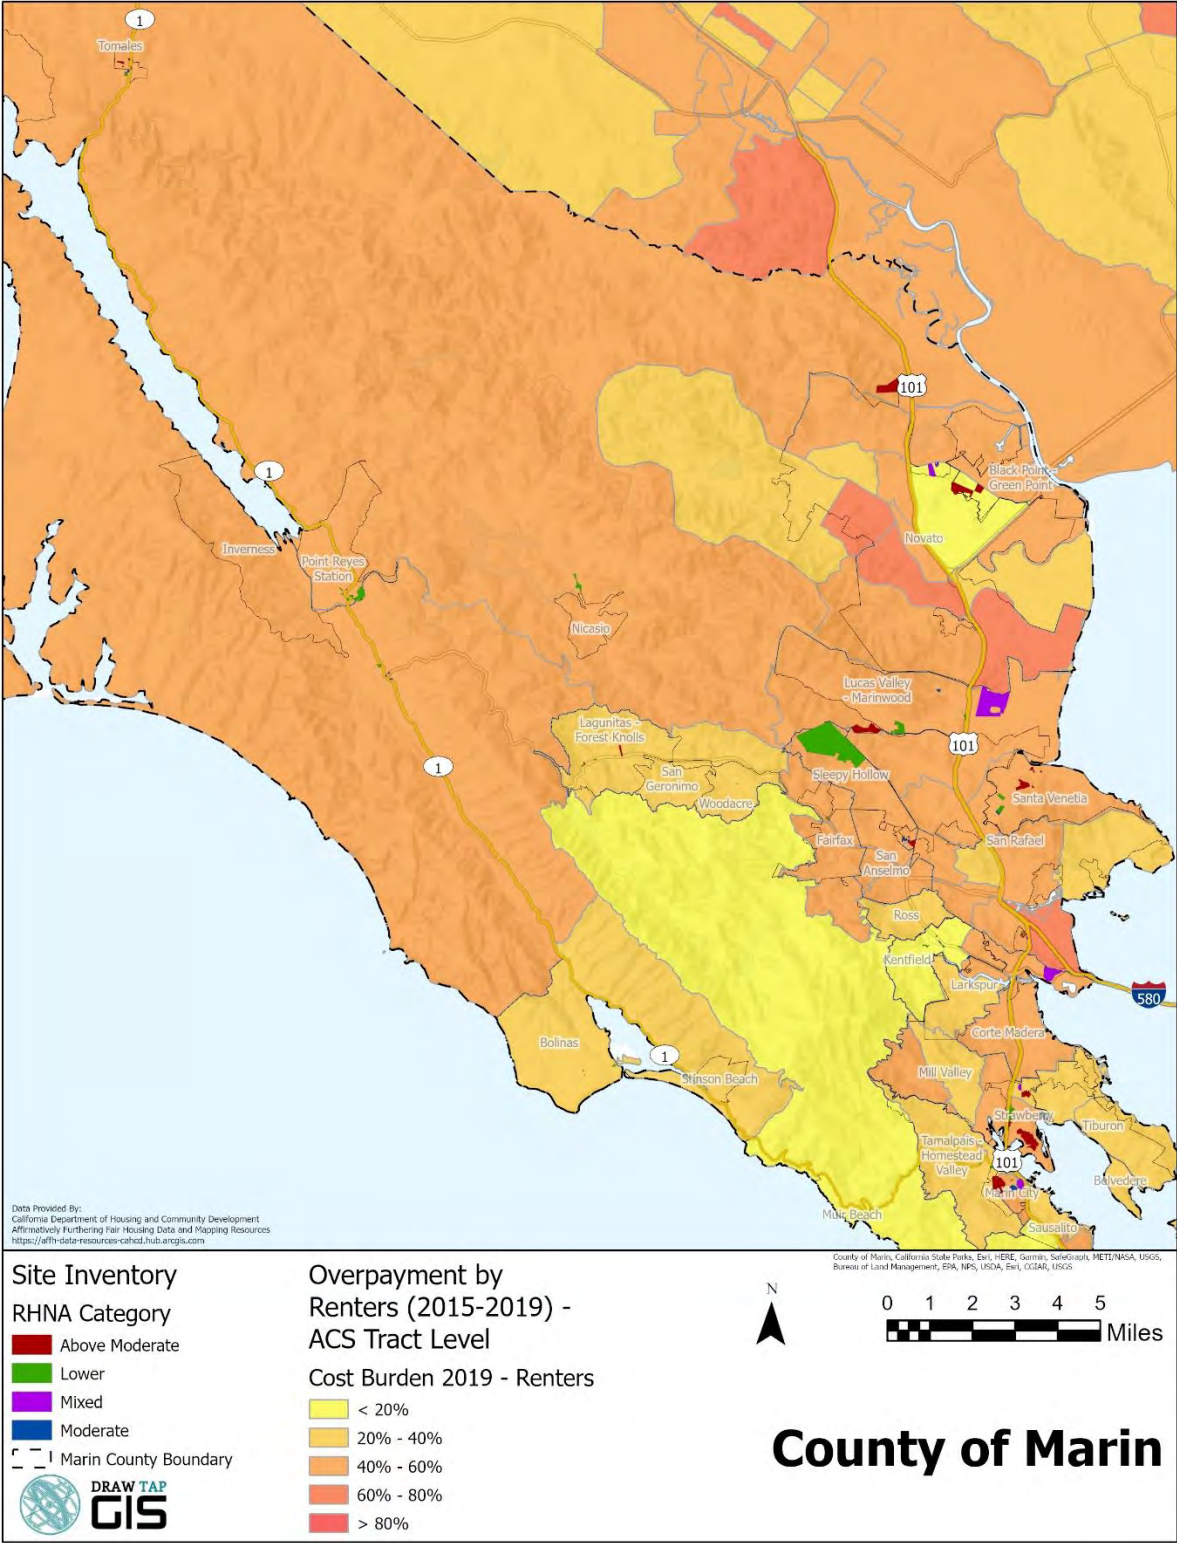 1
Tomales
101
Black Point -
Green Point
Novato
1
Inverness
Point Reyes
Station
Nicasio
Lucas Valley
- Marinwood
Lagunitas -
Forest Knolls
101
1
San
Geronimo
Sleepy Hollow
Woodacre
Santa Venetia
Fairfax
San Rafael
San
Anselmo
Ross
Kentfield
Larkspur
580
Bolinas
Corte Madera
1
Stinson Beach
Mill Valley
Strawberry
Tiburon
Tamalpais -
Homestead
Valley
101
Belvedere
Marin City
Muir Beach
Sausalito
Data Provided By:
California Department of Housing and Community Development
Affirmatively Furthering Fair Housing Data and Mapping Resources
https://affh-data-resources-cahcd.hub.arcgis.com
County of Marin, California State Parks, Esri, HERE, Garmin, SafeGraph, METI/NASA, USGS,
Bureau of Land Management, EPA, NPS, USDA, Esri, CGIAR, USGS
Site Inventory
RHNA Category
Above Moderate
Lower
Mixed
Moderate
Marin County Boundary
DRAW TAP
GIS
Overpayment by
Renters (2015-2019) -
ACS Tract Level
Cost Burden 2019 - Renters
< 20%
20% - 40%
40% - 60%
60% - 80%
> 80%
N
0 1 2 3 4 5
Miles
County of Marin